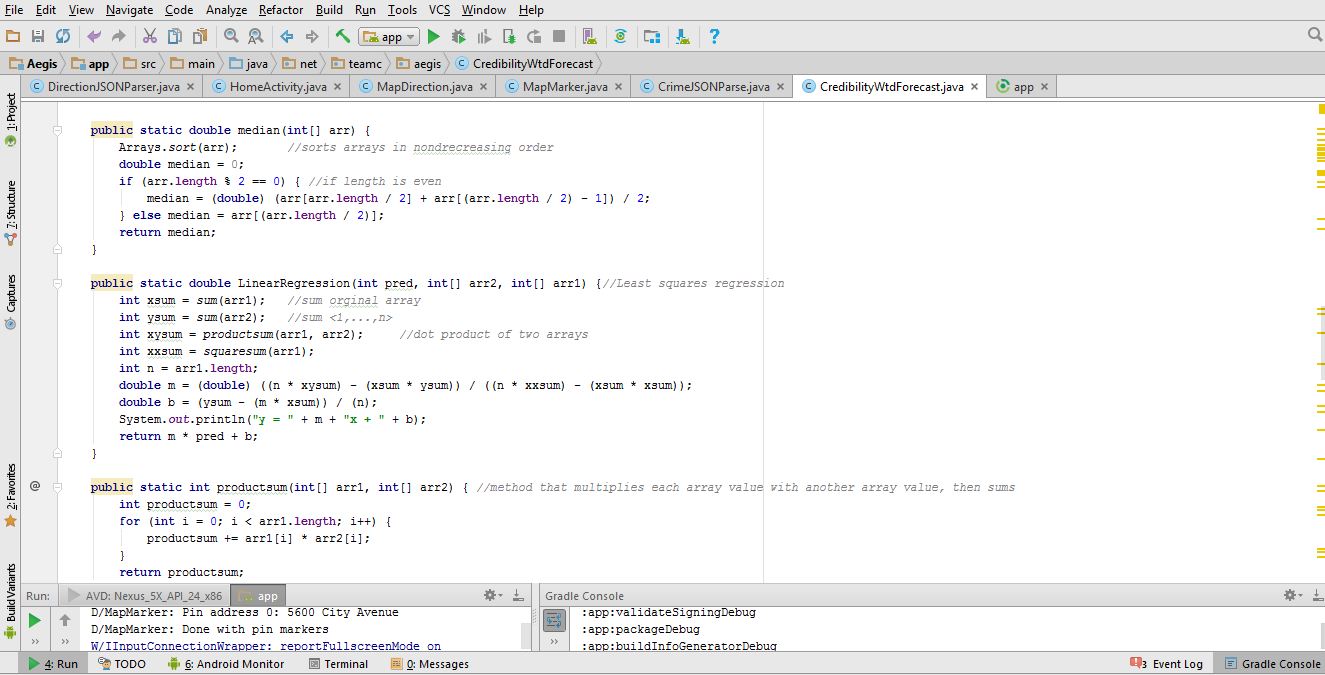 File Edit View Navigate Code Analyze Refactor Build Run Tools VCS Window Help
app
Aegis app src main java net teamc aegis CredibilityWtdForecast
DirectionJSONParser.java HomeActivity.java MapDirection.java MapMarker.java CrimeJSONParse.java CredibilityWtdForecast.java app
1: Project
7: Structure
Captures
2: Favorites
Build Variants
public static double median(int[] arr) {
Arrays.sort(arr); //sorts arrays in nondrecreasing order
double median = 0;
if (arr.length % 2 == 0) { //if length is even
median = (double) (arr[arr.length / 2] + arr[(arr.length / 2) - 1]) / 2;
} else median = arr[(arr.length / 2)];
return median;
}
public static double LinearRegression(int pred, int[] arr2, int[] arr1) {//Least squares regression
int xsum = sum(arr1); //sum orginal array
int ysum = sum(arr2); //sum <1,...,n>
int xysum = productsum(arr1, arr2); //dot product of two arrays
int xxsum = squaresum(arr1);
int n = arr1.length;
double m = (double) ((n * xysum) - (xsum * ysum)) / ((n * xxsum) - (xsum * xsum));
double b = (ysum - (m * xsum)) / (n);
System.out.println("y = " + m + "x + " + b);
return m * pred + b;
}
@ public static int productsum(int[] arr1, int[] arr2) { //method that multiplies each array value with another array value, then sums
int productsum = 0;
for (int i = 0; i < arr1.length; i++) {
productsum += arr1[i] * arr2[i];
}
return productsum;
Run: AVD: Nexus_5X_API_24_x86 app
D/MapMarker: Pin address 0: 5600 City Avenue
D/MapMarker: Done with pin markers
W/IInputConnectionWrapper: reportFullscreenMode on
Gradle Console
:app:validateSigningDebug
:app:packageDebug
:app:buildInfoGeneratorDebug
4: Run TODO 6: Android Monitor Terminal 0: Messages 3 Event Log Gradle Console